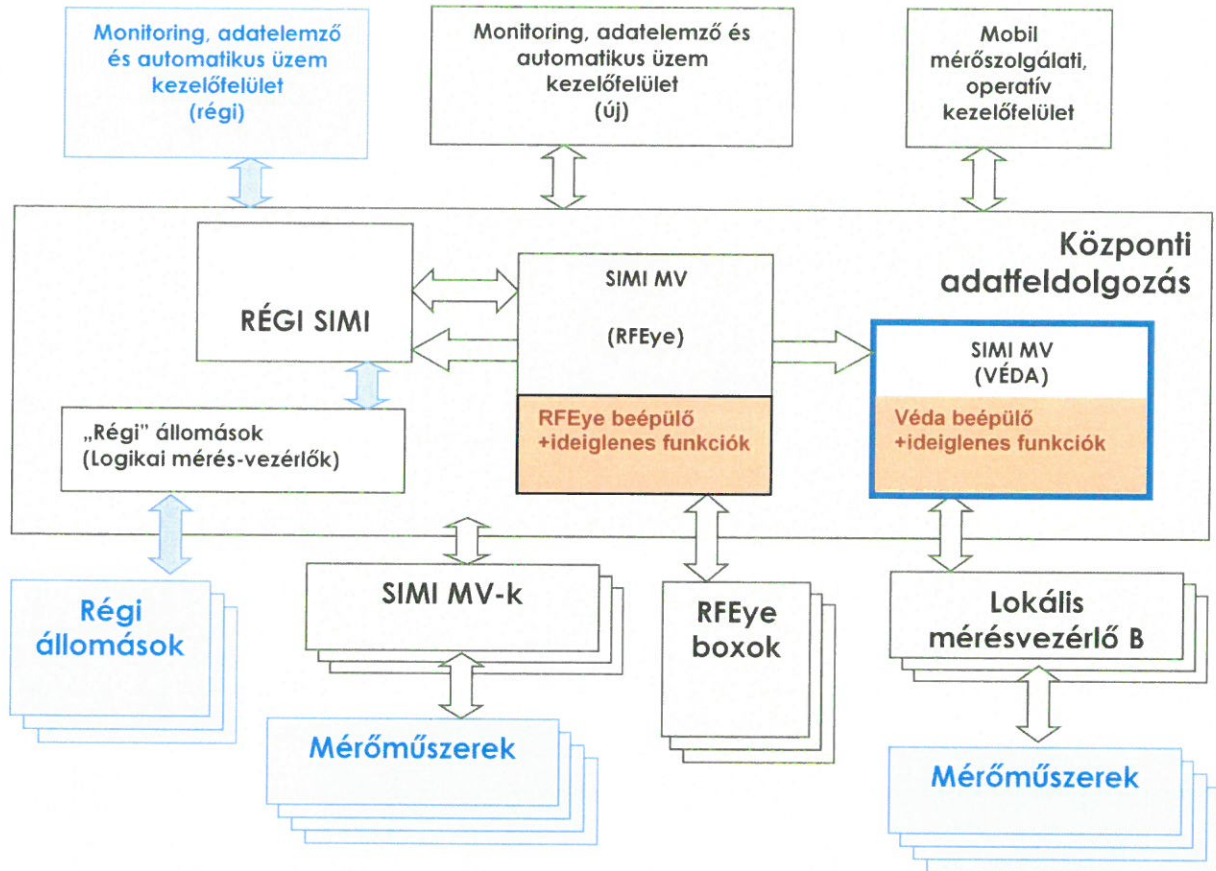 Monitoring, adatelemző
és automatikus üzem
kezelőfelület
(régi)
Monitoring, adatelemző és
automatikus üzem
kezelőfelület
(új)
Mobil
mérőszolgálati,
operatív
kezelőfelület
Központi
adatfeldolgozás
RÉGI SIMI
SIMI MV
(RFEye)
RFEye beépülő
+ideiglenes funkciók
SIMI MV
(VÉDA)
Véda beépülő
+ideiglenes funkciók
„Régi” állomások
(Logikai mérés-vezérlők)
Régi
állomások
SIMI MV-k
RFEye
boxok
Lokális
mérésvezérlő B
Mérőműszerek
Mérőműszerek